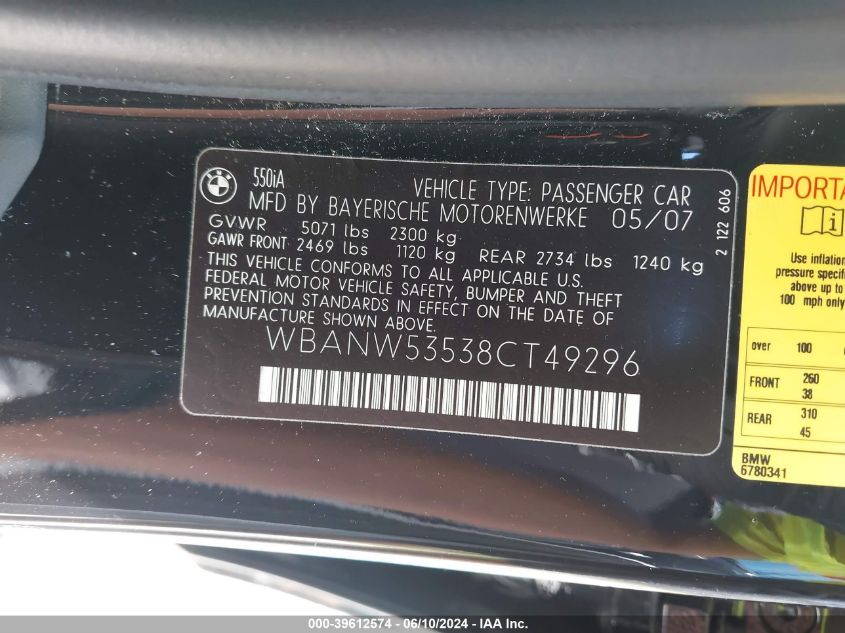 BMW
550iA
VEHICLE TYPE: PASSENGER CAR
MFD BY BAYERISCHE MOTORENWERKE 05/07
GVWR 5071 lbs 2300 kg
GAWR FRONT 2469 lbs 1120 kg REAR 2734 lbs 1240 kg
THIS VEHICLE CONFORMS TO ALL APPLICABLE U.S.
FEDERAL MOTOR VEHICLE SAFETY, BUMPER AND THEFT
PREVENTION STANDARDS IN EFFECT ON THE DATE OF
MANUFACTURE SHOWN ABOVE.
WBANW53538CT49296
2 122 606
IMPORTA
Use inflation
pressure specif
above up to
100 mph only
over 100
FRONT 260
38
REAR 310
45
BMW
6780341
000-39612574 - 06/10/2024 - IAA Inc.